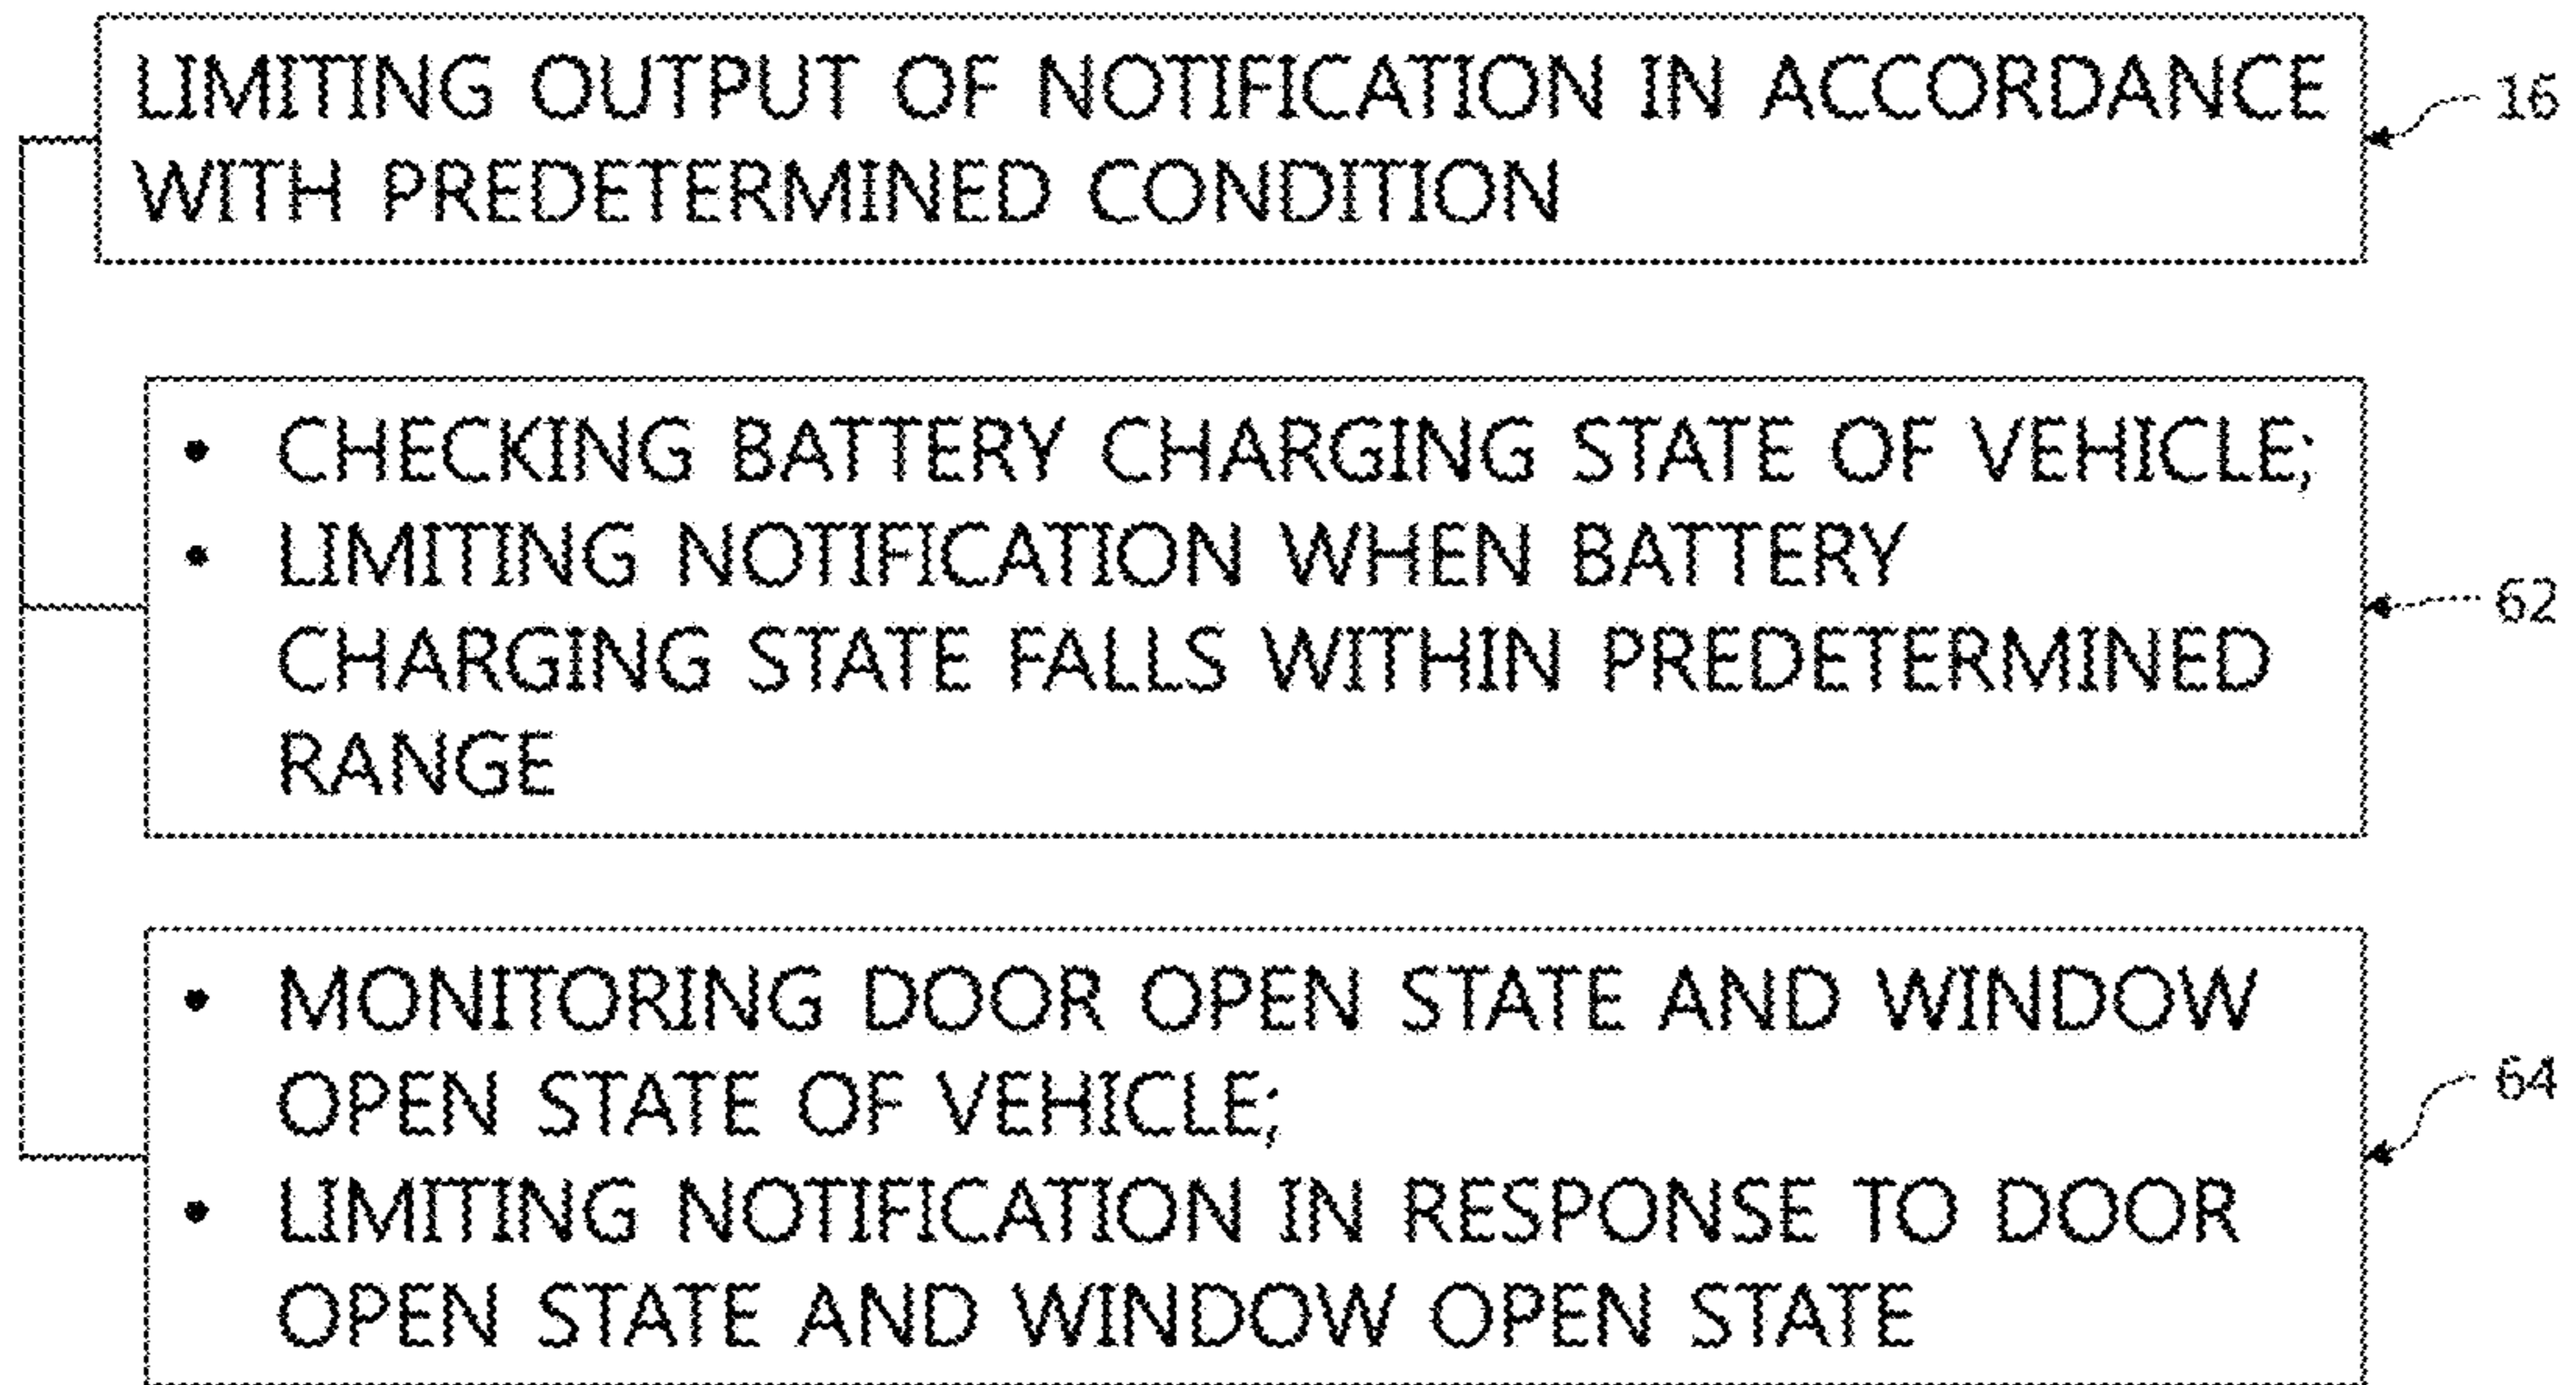 LIMITING OUTPUT OF NOTIFICATION IN ACCORDANCE
WITH PREDETERMINED CONDITION
16
• CHECKING BATTERY CHARGING STATE OF VEHICLE;
• LIMITING NOTIFICATION WHEN BATTERY
CHARGING STATE FALLS WITHIN PREDETERMINED
RANGE
62
• MONITORING DOOR OPEN STATE AND WINDOW
OPEN STATE OF VEHICLE;
• LIMITING NOTIFICATION IN RESPONSE TO DOOR
OPEN STATE AND WINDOW OPEN STATE
64